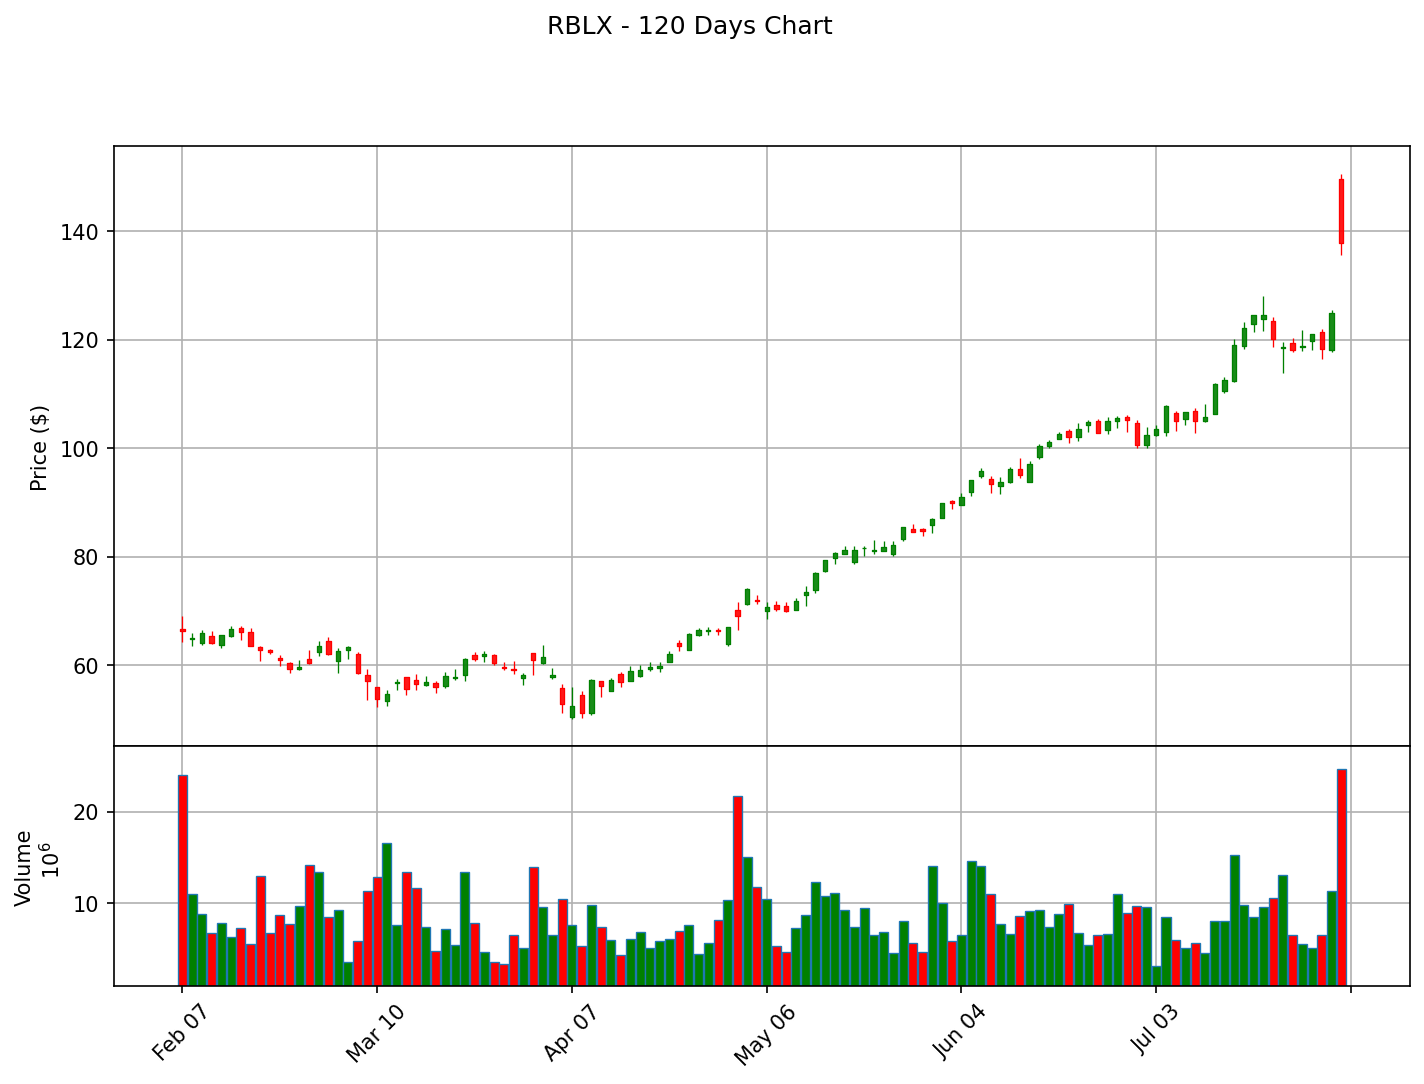 RBLX - 120 Days Chart
Price ($)
140
120
100
80
60
Volume
10^6
20
10
Feb 07
Mar 10
Apr 07
May 06
Jun 04
Jul 03